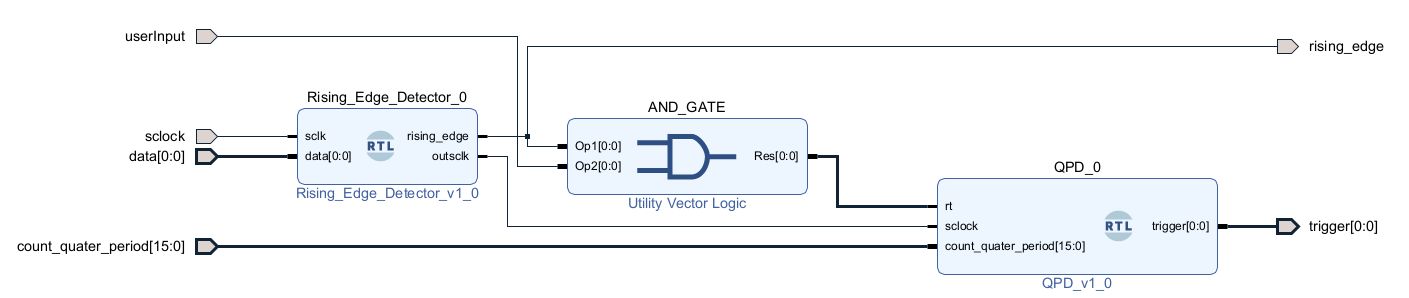 userInput
rising_edge
Rising_Edge_Detector_0
AND_GATE
sclock
sclk
rising_edge
data[0:0]
data[0:0]
RTL
outsclk
Op1[0:0]
Op2[0:0]
Res[0:0]
Rising_Edge_Detector_v1_0
Utility Vector Logic
QPD_0
rt
sclock
count_quater_period[15:0]
RTL
trigger[0:0]
trigger[0:0]
count_quater_period[15:0]
QPD_v1_0